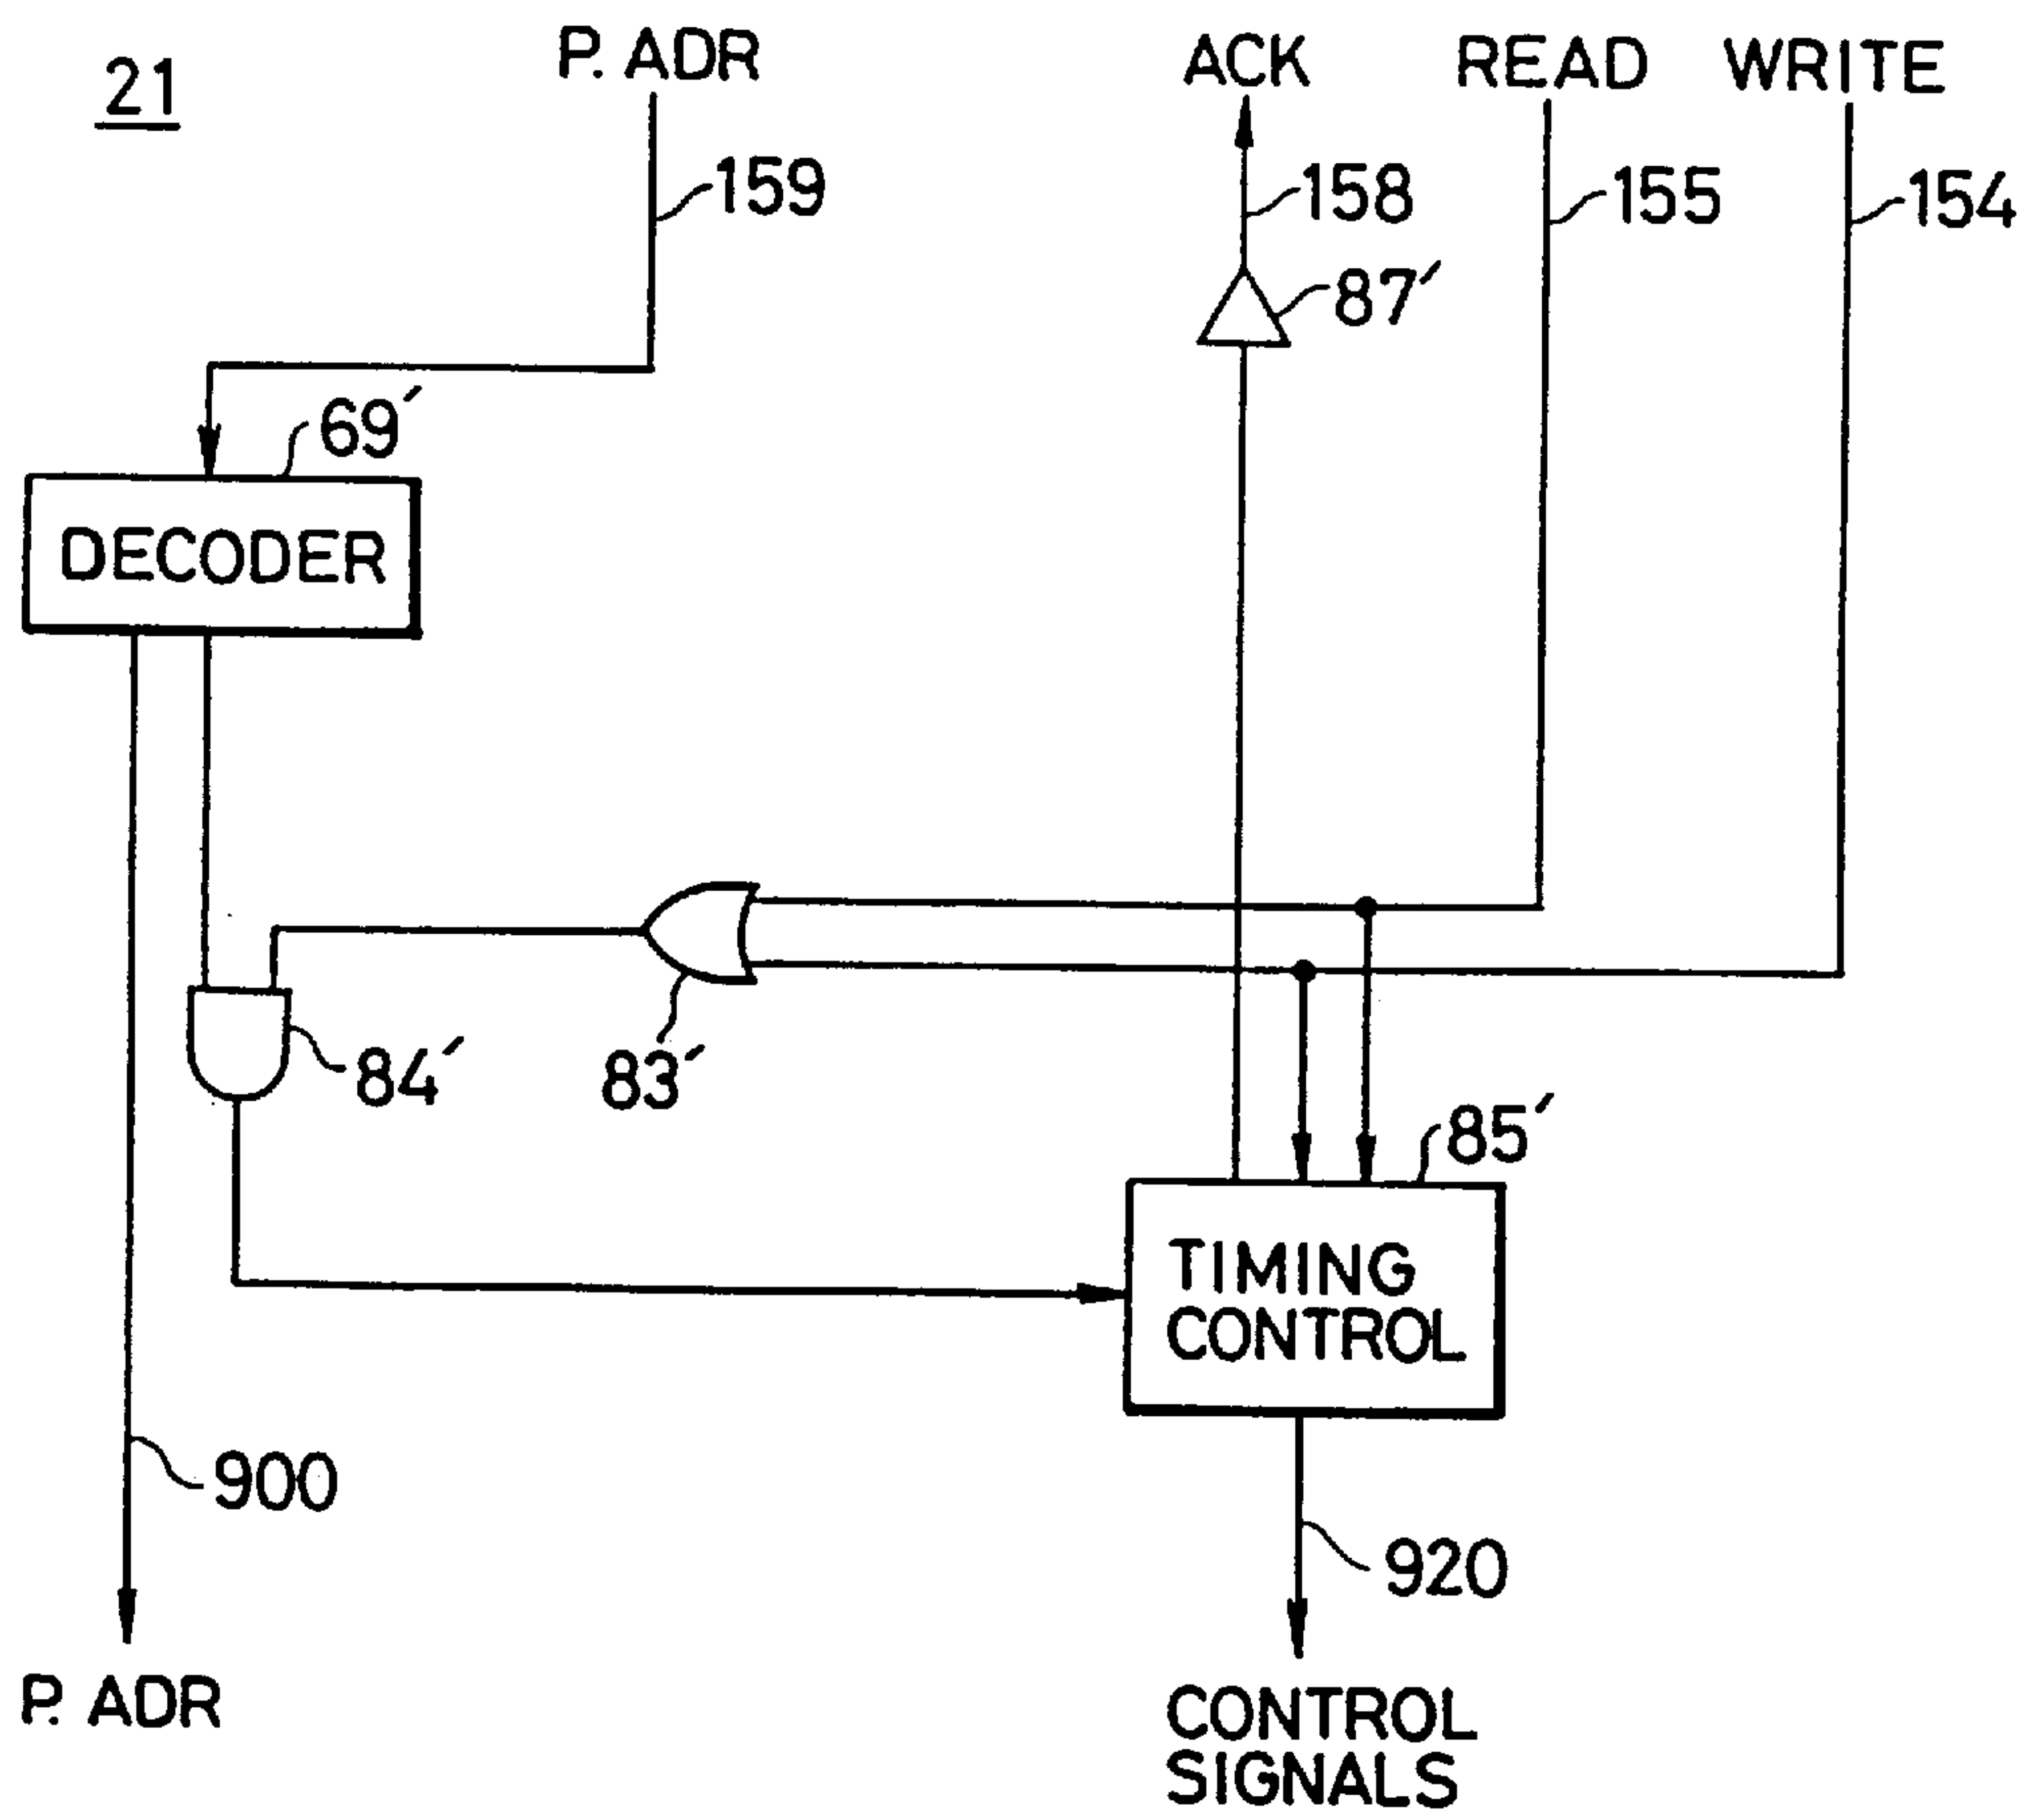 21
P. ADR
ACK
READ
WRITE
159
158
155
154
87′
69′
DECODER
84′
83′
85′
TIMING
CONTROL
900
920
P. ADR
CONTROL
SIGNALS